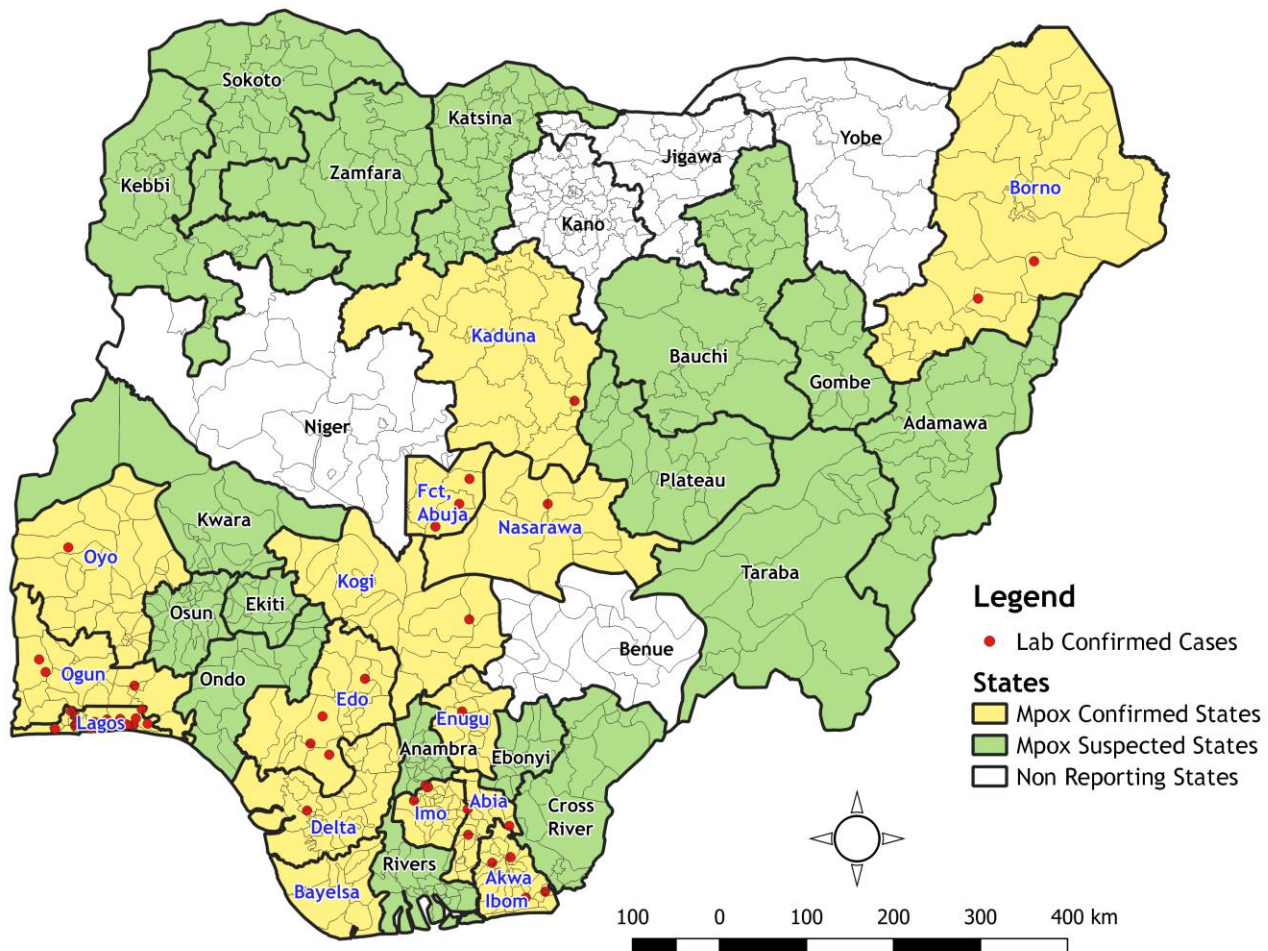 Sokoto
Katsina
Yobe
Jigawa
Zamfara
Kebbi
Borno
Kano
Kaduna
Bauchi
Gombe
Adamawa
Niger
Plateau
Fct,
Abuja
Nasarawa
Kwara
Oyo
Kogi
Taraba
Osun
Ekiti
Benue
Ogun
Ondo
Edo
Lagos
Enugu
Anambra
Ebonyi
Abia
Imo
Delta
Cross
River
Rivers
Bayelsa
Akwa
Ibom
Legend
Lab Confirmed Cases
States
Mpox Confirmed States
Mpox Suspected States
Non Reporting States
100 0 100 200 300 400 km